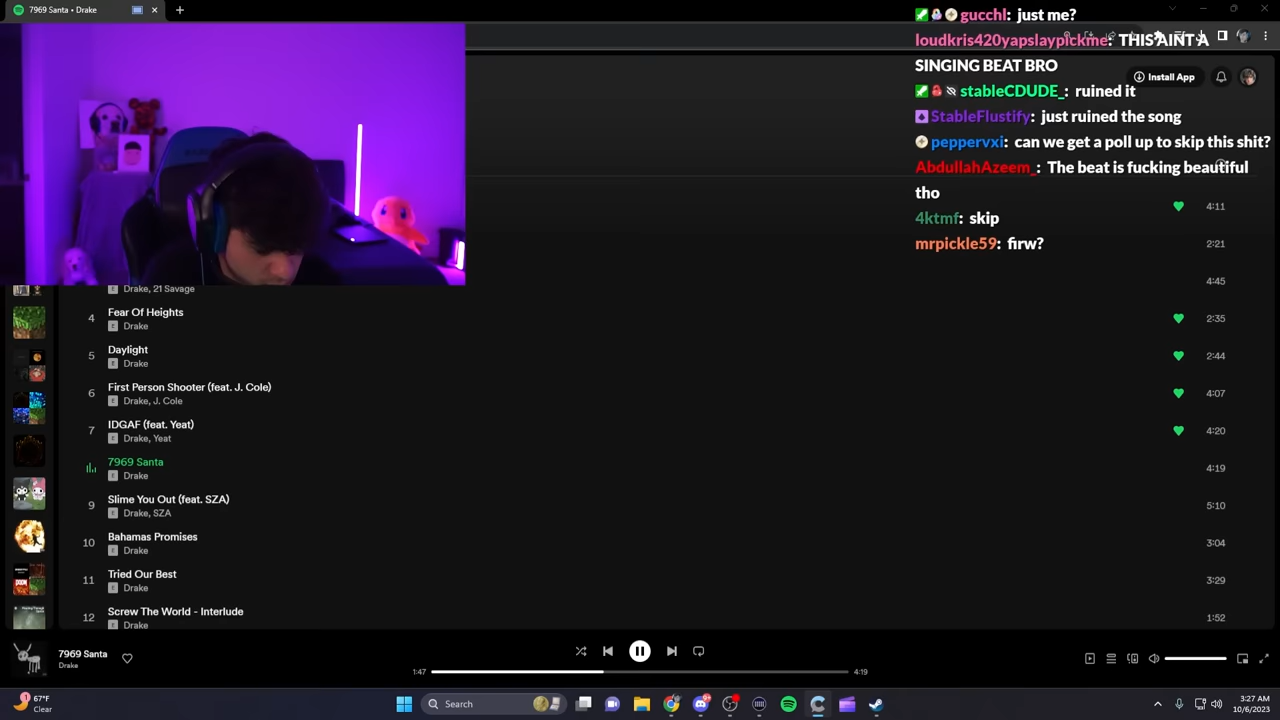 7969 Santa • Drake
gucchl: just me?
loudkris420yapslaypickme: THIS AINT A
SINGING BEAT BRO
Install App
stableCDUDE_: ruined it
StableFlustify: just ruined the song
peppervxi: can we get a poll up to skip this shit?
AbdullahAzeem_: The beat is fucking beautiful
tho
4ktmf: skip
mrpickle59: firw?
4:11
2:21
E Drake, 21 Savage
4:45
4 Fear Of Heights 2:35
E Drake
5 Daylight 2:44
E Drake
6 First Person Shooter (feat. J. Cole) 4:07
E Drake, J. Cole
7 IDGAF (feat. Yeat) 4:20
E Drake, Yeat
7969 Santa 4:19
E Drake
9 Slime You Out (feat. SZA) 5:10
E Drake, SZA
10 Bahamas Promises 3:04
E Drake
11 Tried Our Best 3:29
E Drake
12 Screw The World - Interlude 1:52
E Drake
7969 Santa
Drake
1:47 4:19
1
67°F
Clear
Search
3:27 AM
10/6/2023